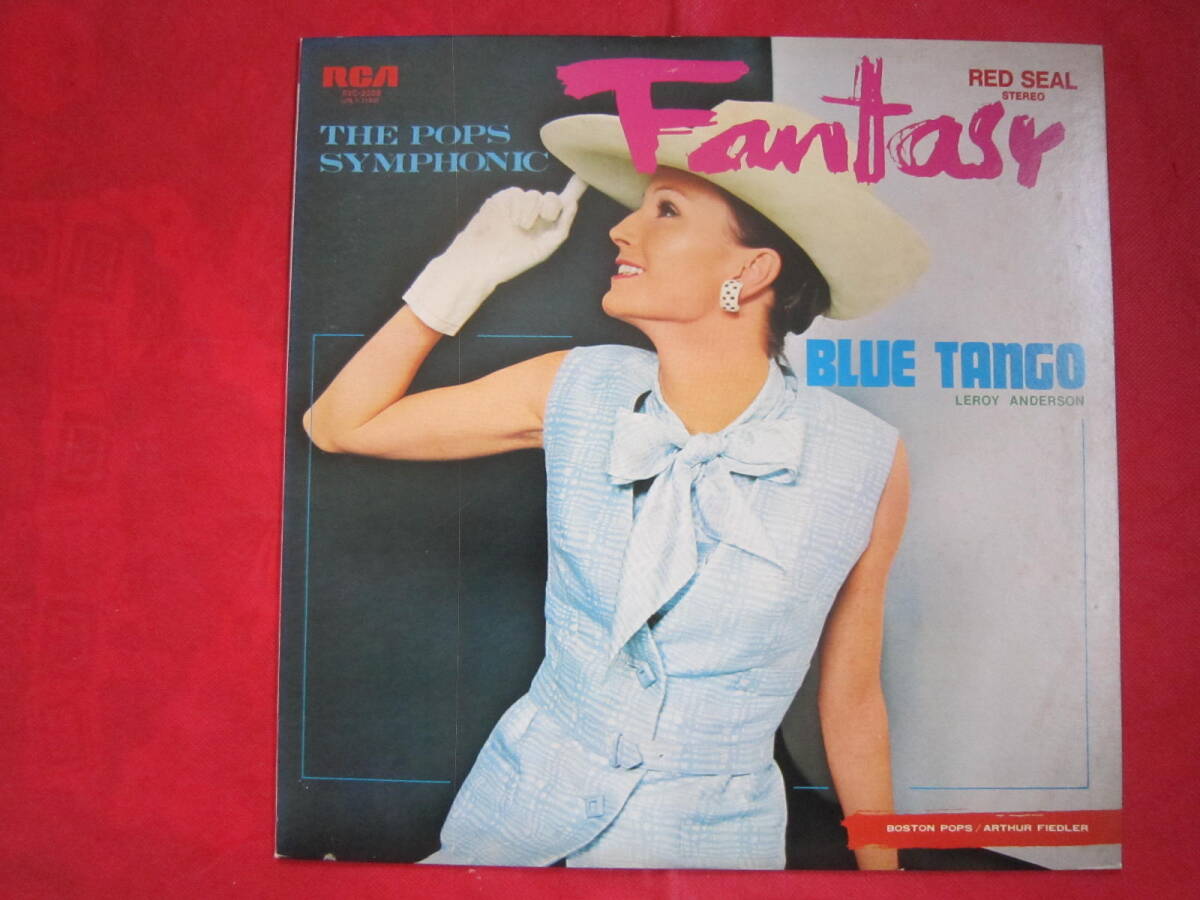 RCA
THE POPS
SYMPHONIC
Fantasy
RED SEAL
STEREO
BLUE TANGO
LEROY ANDERSON
BOSTON POPS/ARTHUR FIEDLER